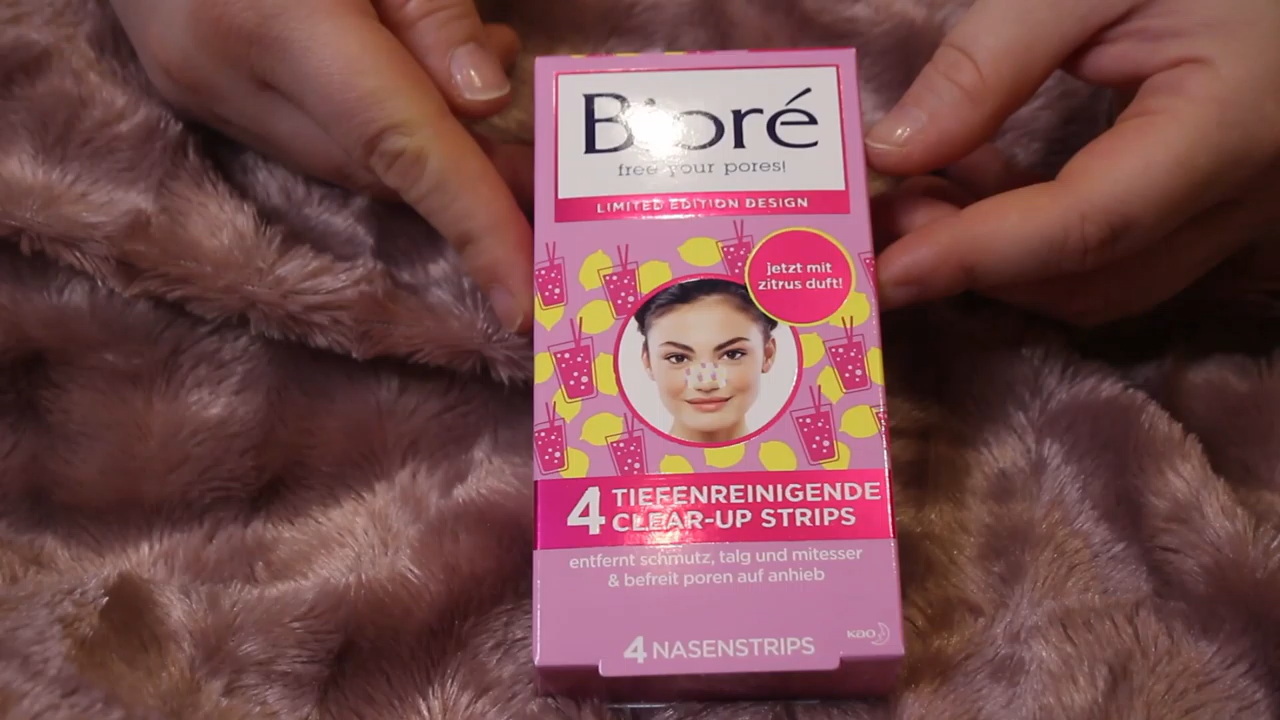 Bioré
free your pores!
LIMITED EDITION DESIGN
jetzt mit
zitrus duft!
4 TIEFENREINIGENDE
CLEAR-UP STRIPS
entfernt schmutz, talg und mitesser
& befreit poren auf anhieb
4 NASENSTRIPS
Kao